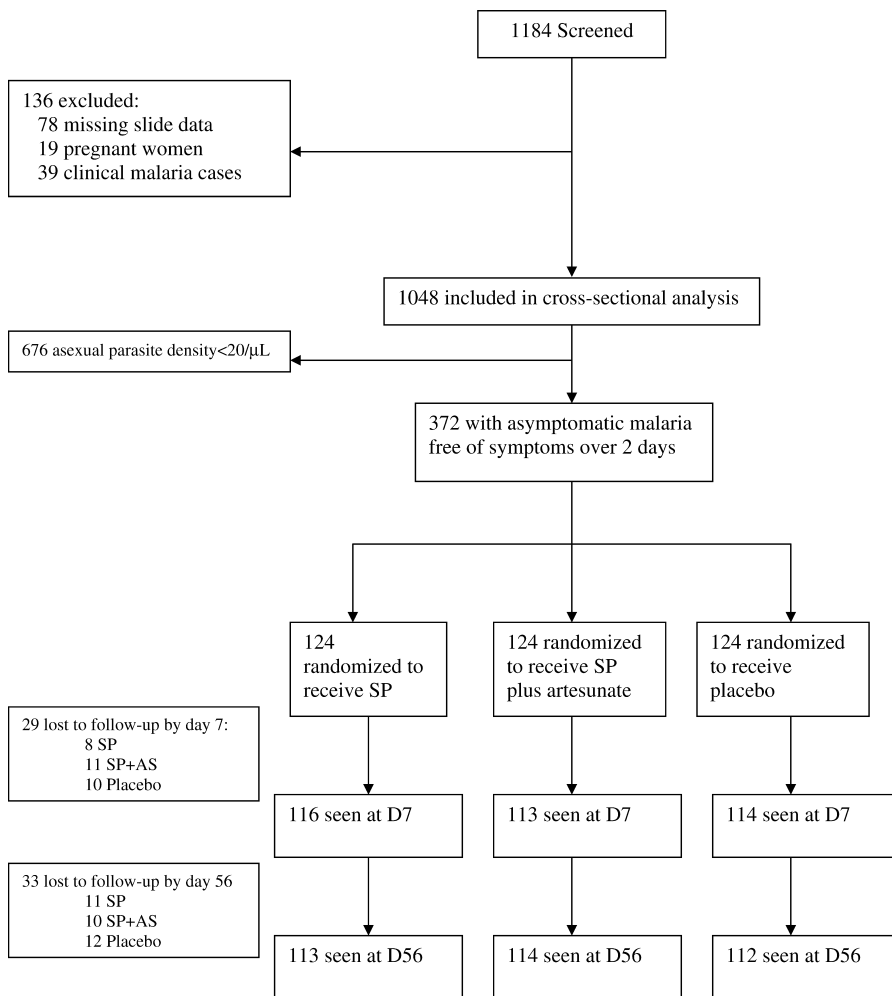 1184 Screened
136 excluded:
78 missing slide data
19 pregnant women
39 clinical malaria cases
1048 included in cross-sectional analysis
676 asexual parasite density<20/µL
372 with asymptomatic malaria
free of symptoms over 2 days
124
randomized to
receive SP
124 randomized
to receive SP
plus artesunate
124 randomized
to receive
placebo
29 lost to follow-up by day 7:
8 SP
11 SP+AS
10 Placebo
116 seen at D7
113 seen at D7
114 seen at D7
33 lost to follow-up by day 56
11 SP
10 SP+AS
12 Placebo
113 seen at D56
114 seen at D56
112 seen at D56